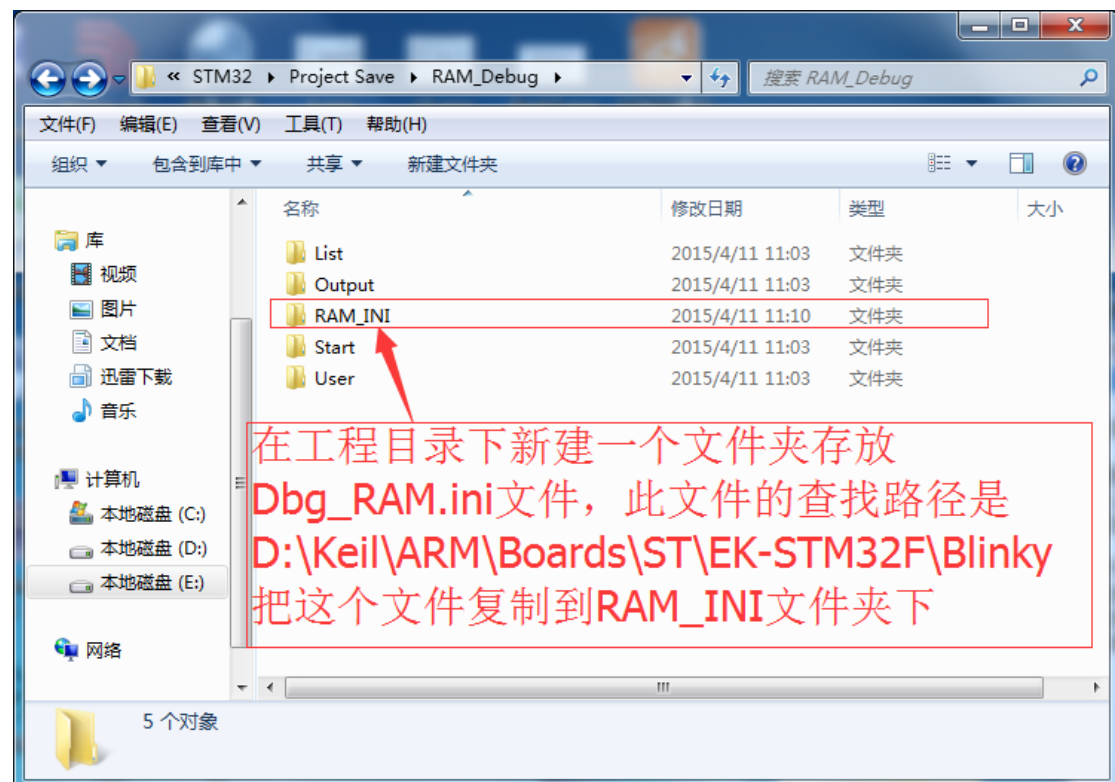 « STM32 ▸ Project Save ▸ RAM_Debug ▸
搜索 RAM_Debug
文件(F) 编辑(E) 查看(V) 工具(T) 帮助(H)
组织 包含到库中 共享 新建文件夹
名称 修改日期 类型 大小
库
视频
图片
文档
迅雷下载
音乐
计算机
本地磁盘 (C:)
本地磁盘 (D:)
本地磁盘 (E:)
网络
List 2015/4/11 11:03 文件夹
Output 2015/4/11 11:03 文件夹
RAM_INI 2015/4/11 11:10 文件夹
Start 2015/4/11 11:03 文件夹
User 2015/4/11 11:03 文件夹
在工程目录下新建一个文件夹存放
Dbg_RAM.ini文件，此文件的查找路径是
D:\Keil\ARM\Boards\ST\EK-STM32F\Blinky
把这个文件复制到RAM_INI文件夹下
5 个对象